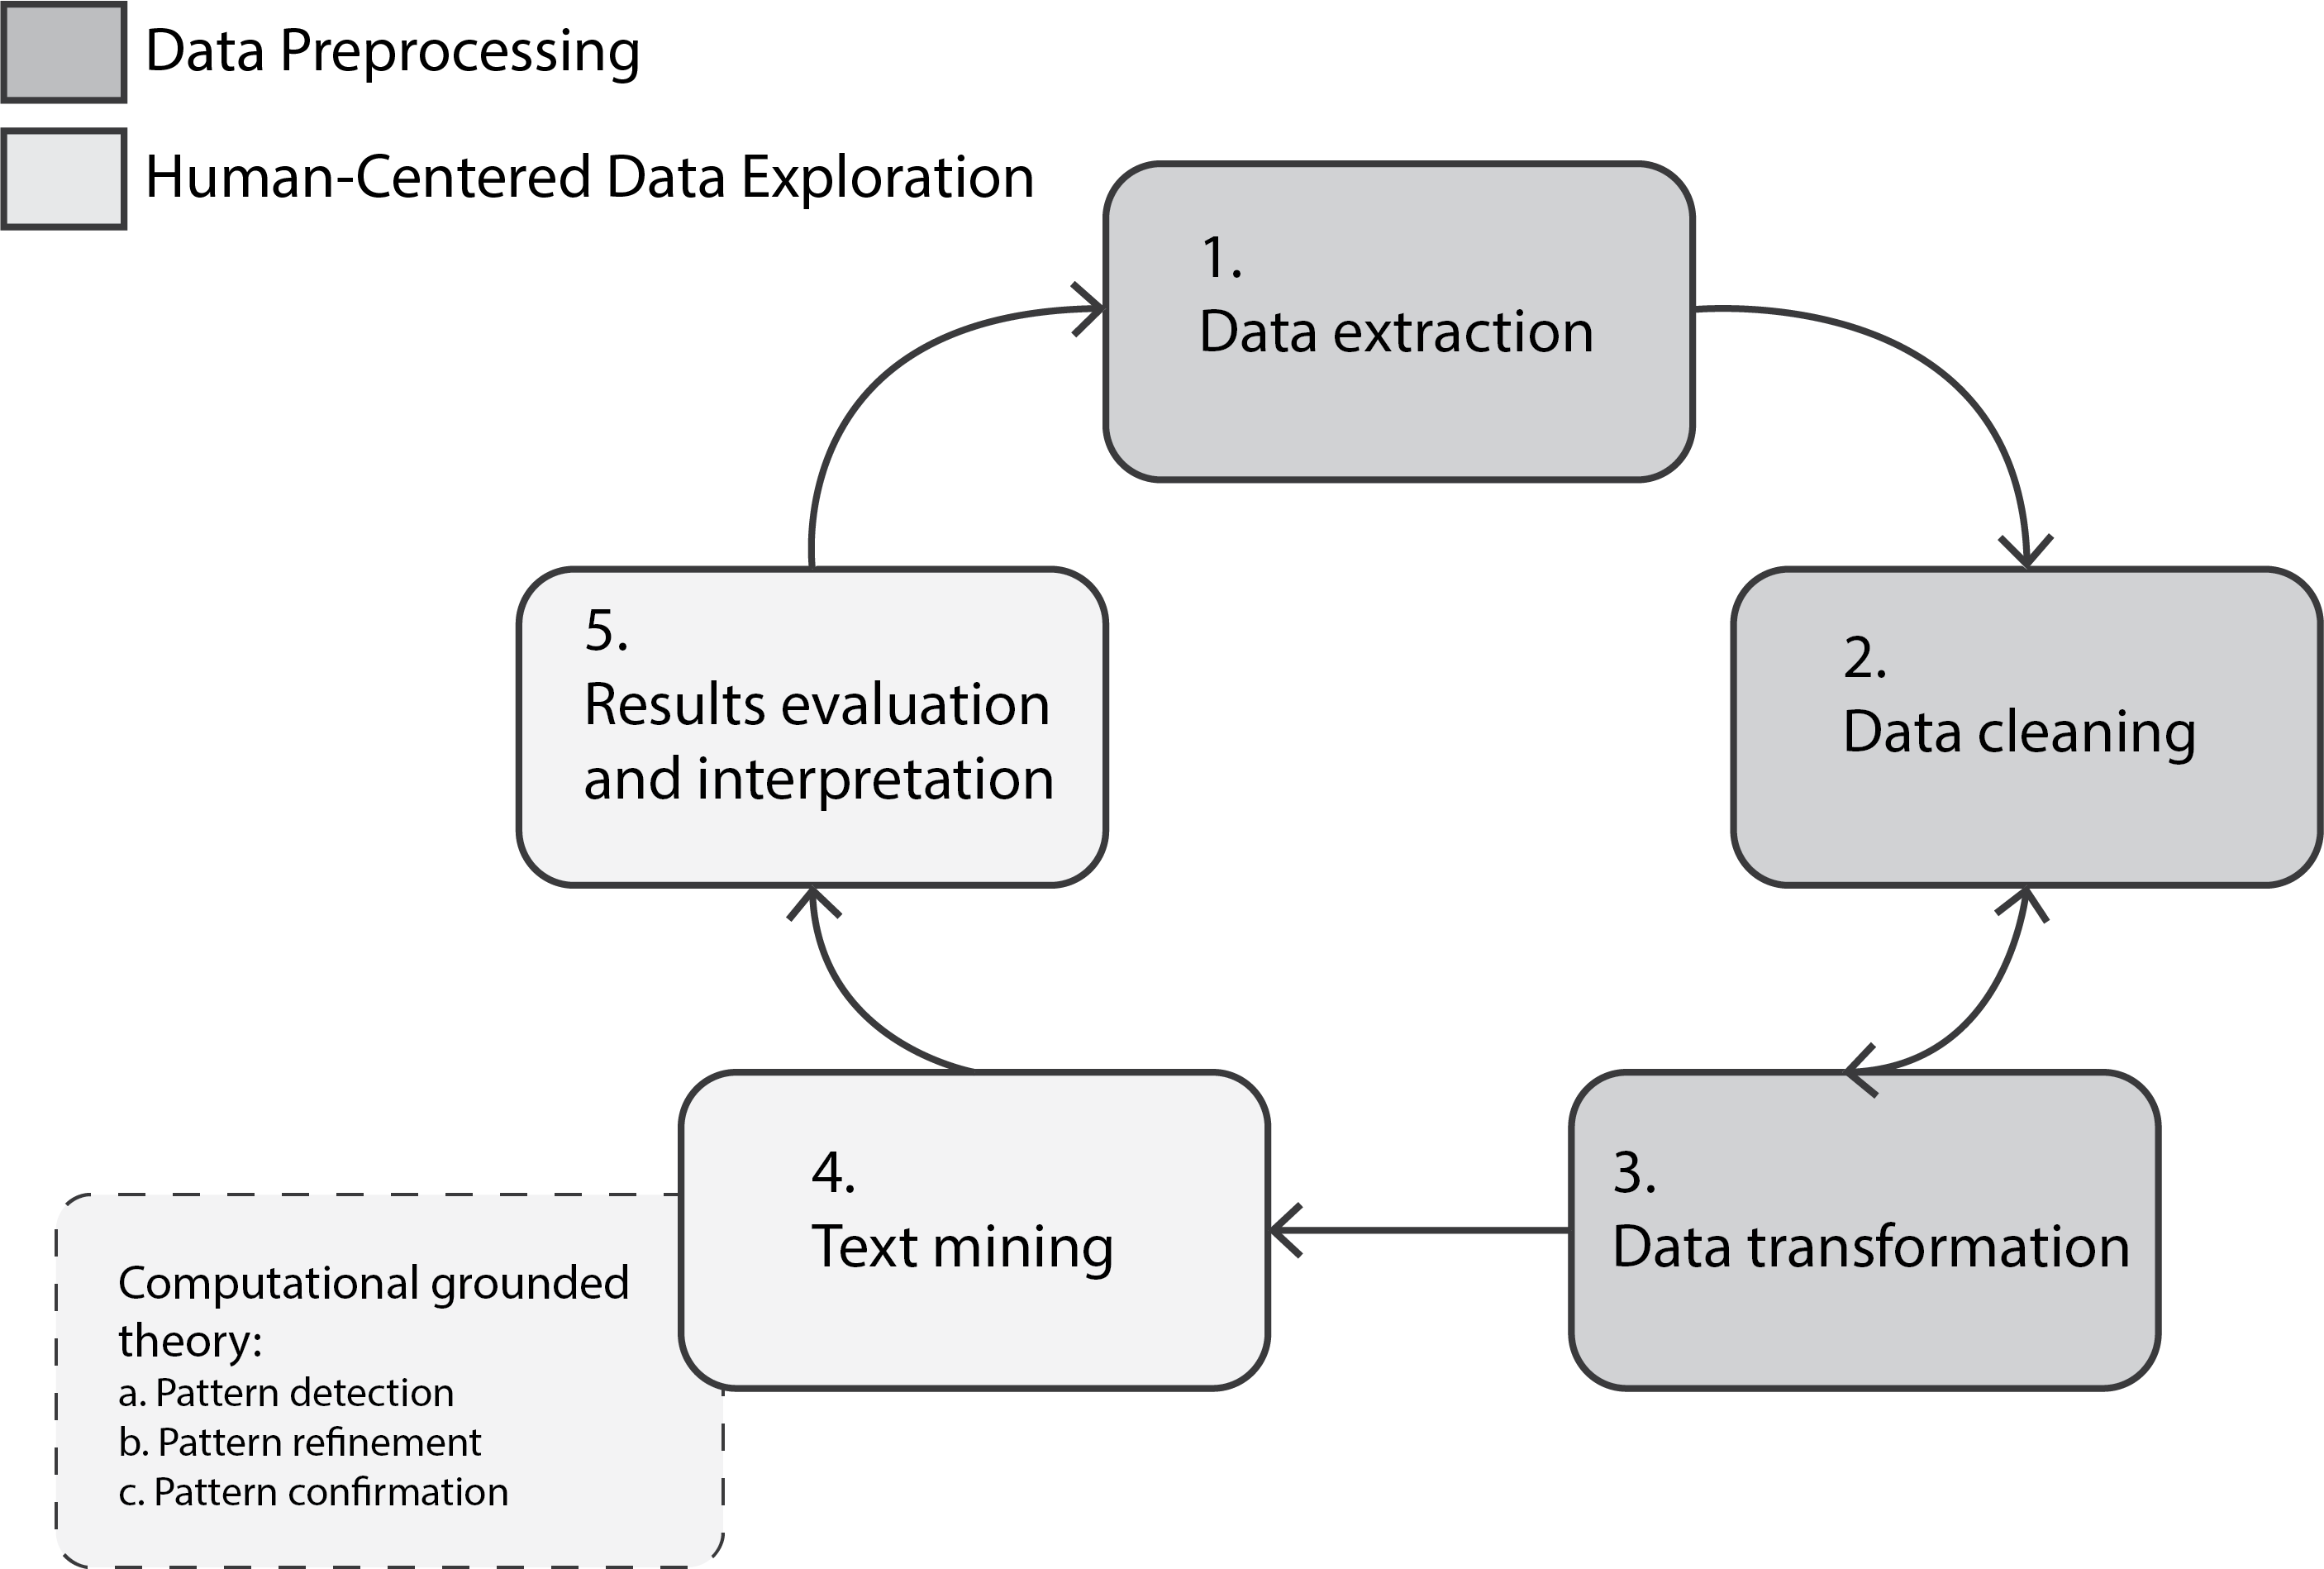 Data Preprocessing
Human-Centered Data Exploration
1.
Data extraction
2.
Data cleaning
3.
Data transformation
4.
Text mining
5.
Results evaluation
and interpretation
Computational grounded
theory:
a. Pattern detection
b. Pattern refinement
c. Pattern confirmation